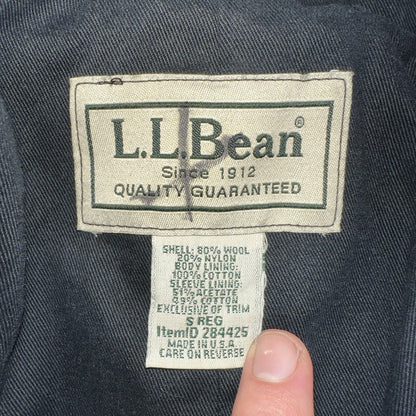 L.L.Bean®
Since 1912
QUALITY GUARANTEED
SHELL: 80% WOOL
20% NYLON
BODY LINING:
100% COTTON
SLEEVE LINING:
51% ACETATE
49% COTTON
EXCLUSIVE OF TRIM
S REG
ItemID 284425
MADE IN U.S.A.
CARE ON REVERSE